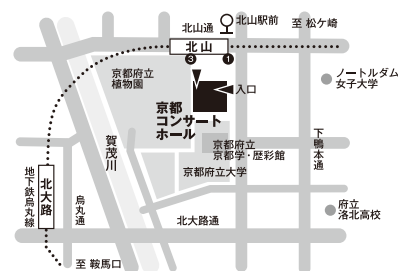 北山通
北山駅前
至 松ケ崎
北山
3
1
京都府立
植物園
入口
ノートルダム
女子大学
京都
コンサート
ホール
賀茂川
京都府立
京都学・歴彩館
下鴨本通
京都府立大学
地下鉄烏丸線
北大路
烏丸通
府立
洛北高校
北大路通
至 鞍馬口